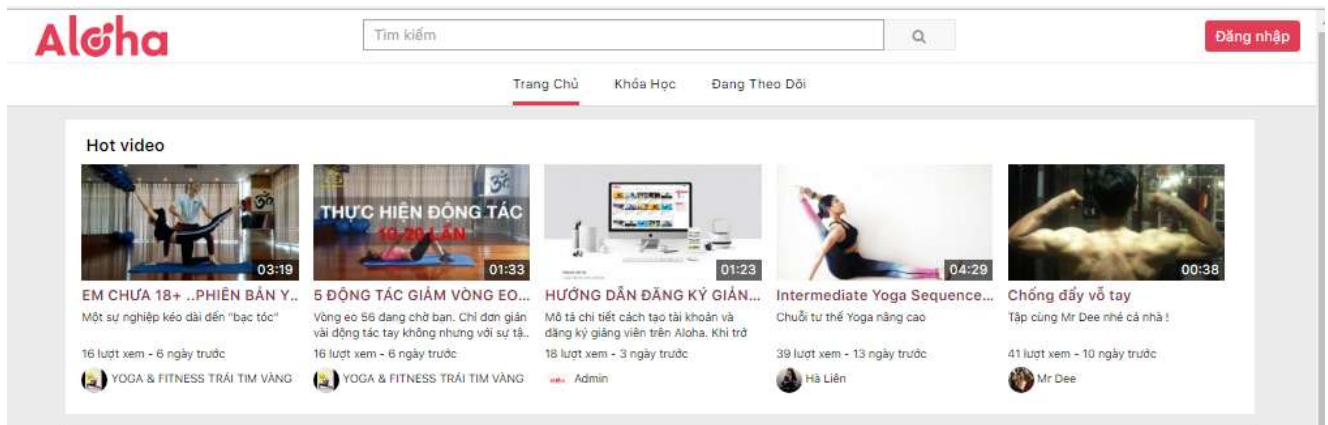 Aloha
Tìm kiếm
Đăng nhập
Trang Chủ Khóa Học Đang Theo Dõi
Hot video
THỰC HIỆN ĐỘNG TÁC
10-20 LẦN
03:19 01:33 01:23 04:29 00:38
EM CHƯA 18+ ..PHIÊN BẢN Y..
Một sự nghiệp kéo dài đến "bạc tóc"
16 lượt xem - 6 ngày trước
YOGA & FITNESS TRÁI TIM VÀNG
5 ĐỘNG TÁC GIẢM VÒNG EO...
Vòng eo 56 đang chờ bạn. Chỉ đơn giản
vài động tác tay không nhưng với sự tậ..
16 lượt xem - 6 ngày trước
YOGA & FITNESS TRÁI TIM VÀNG
HƯỚNG DẪN ĐĂNG KÝ GIẢN...
Mô tả chi tiết cách tạo tài khoản và
đăng ký giảng viên trên Aloha. Khi trở
18 lượt xem - 3 ngày trước
Admin
Intermediate Yoga Sequence...
Chuỗi tư thế Yoga nâng cao
39 lượt xem - 13 ngày trước
Hà Liên
Chống đẩy vỗ tay
Tập cùng Mr Dee nhé cả nhà !
41 lượt xem - 10 ngày trước
Mr Dee